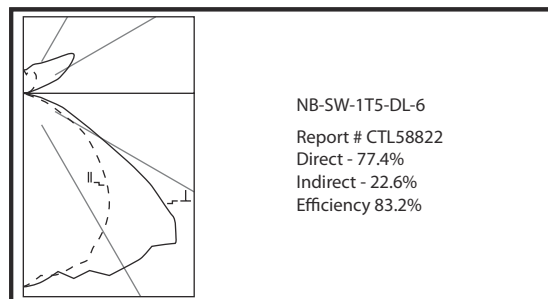 NB-SW-1T5-DL-6
Report # CTL58822
Direct - 77.4%
Indirect - 22.6%
Efficiency 83.2%